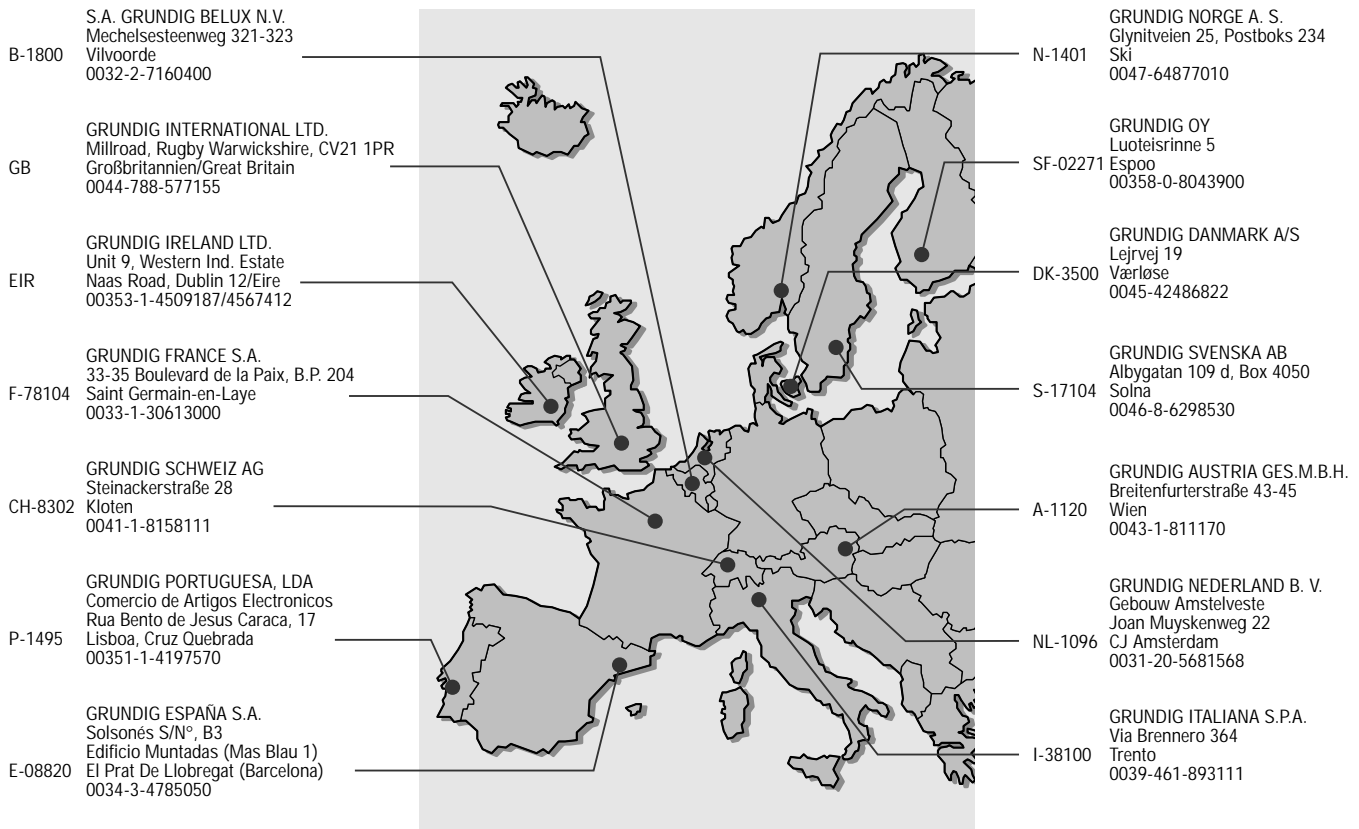 S.A. GRUNDIG BELUX N.V.
Mechelsesteenweg 321-323
B-1800 Vilvoorde
0032-2-7160400
GRUNDIG INTERNATIONAL LTD.
Millroad, Rugby Warwickshire, CV21 1PR
GB Großbritannien/Great Britain
0044-788-577155
GRUNDIG IRELAND LTD.
Unit 9, Western Ind. Estate
EIR Naas Road, Dublin 12/Eire
00353-1-4509187/4567412
GRUNDIG FRANCE S.A.
33-35 Boulevard de la Paix, B.P. 204
F-78104 Saint Germain-en-Laye
0033-1-30613000
GRUNDIG SCHWEIZ AG
Steinackerstraße 28
CH-8302 Kloten
0041-1-8158111
GRUNDIG PORTUGUESA, LDA
Comercio de Artigos Electronicos
Rua Bento de Jesus Caraca, 17
P-1495 Lisboa, Cruz Quebrada
00351-1-4197570
GRUNDIG ESPAÑA S.A.
Solsonés S/N°, B3
Edificio Muntadas (Mas Blau 1)
E-08820 El Prat De Llobregat (Barcelona)
0034-3-4785050
GRUNDIG NORGE A. S.
Glynitveien 25, Postboks 234
N-1401 Ski
0047-64877010
GRUNDIG OY
Luoteisrinne 5
SF-02271 Espoo
00358-0-8043900
GRUNDIG DANMARK A/S
Lejrvej 19
DK-3500 Værløse
0045-42486822
GRUNDIG SVENSKA AB
Albygatan 109 d, Box 4050
S-17104 Solna
0046-8-6298530
GRUNDIG AUSTRIA GES.M.B.H.
Breitenfurterstraße 43-45
A-1120 Wien
0043-1-811170
GRUNDIG NEDERLAND B. V.
Gebouw Amstelveste
Joan Muyskenweg 22
NL-1096 CJ Amsterdam
0031-20-5681568
GRUNDIG ITALIANA S.P.A.
Via Brennero 364
I-38100 Trento
0039-461-893111